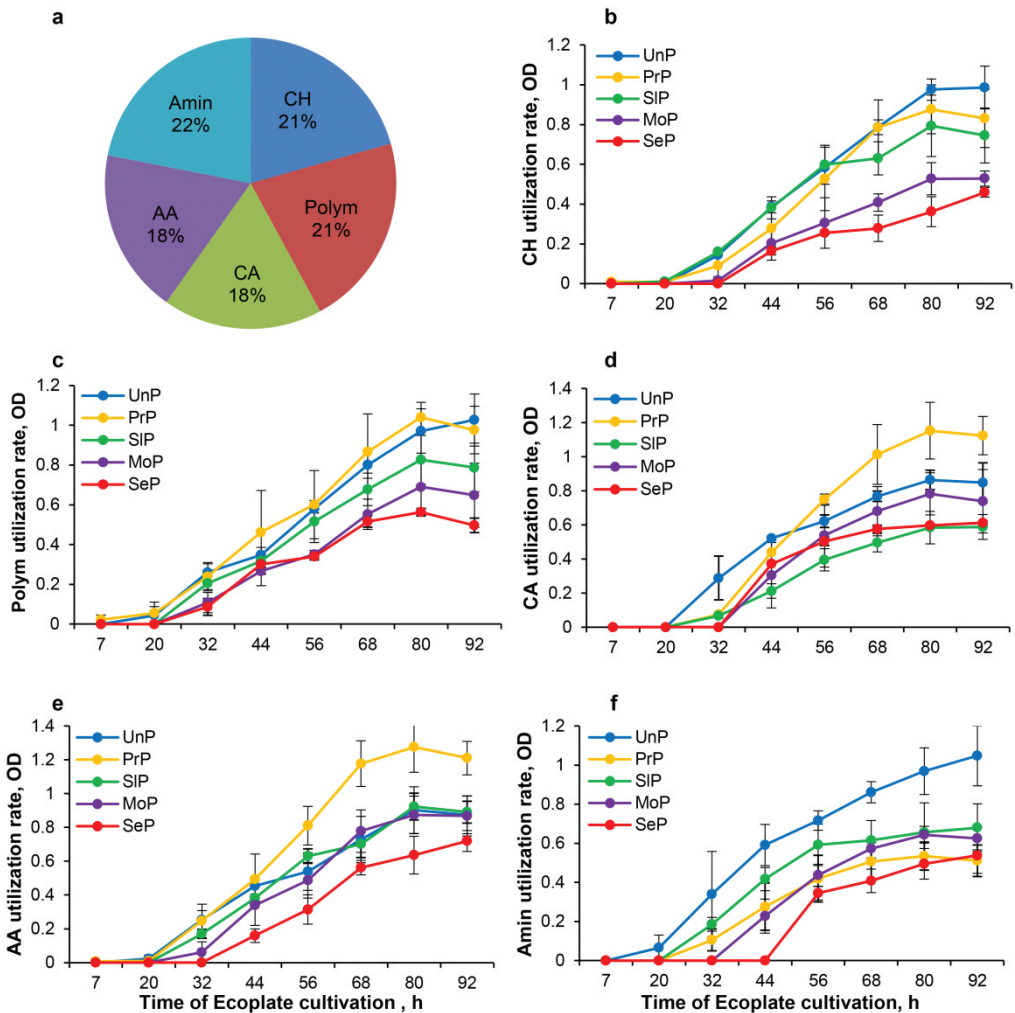 a
Amin
22%
CH
21%
AA
18%
Polym
21%
CA
18%
b
CH utilization rate, OD
1.2
1
0.8
0.6
0.4
0.2
0
UnP
PrP
SlP
MoP
SeP
7 20 32 44 56 68 80 92
c
Polym utilization rate, OD
1.2
1
0.8
0.6
0.4
0.2
0
UnP
PrP
SlP
MoP
SeP
7 20 32 44 56 68 80 92
d
CA utilization rate, OD
1.4
1.2
1
0.8
0.6
0.4
0.2
0
UnP
PrP
SlP
MoP
SeP
7 20 32 44 56 68 80 92
e
AA utilization rate, OD
1.4
1.2
1
0.8
0.6
0.4
0.2
0
UnP
PrP
SlP
MoP
SeP
7 20 32 44 56 68 80 92
Time of Ecoplate cultivation , h
f
Amin utilization rate, OD
1.2
1
0.8
0.6
0.4
0.2
0
UnP
PrP
SlP
MoP
SeP
7 20 32 44 56 68 80 92
Time of Ecoplate cultivation, h